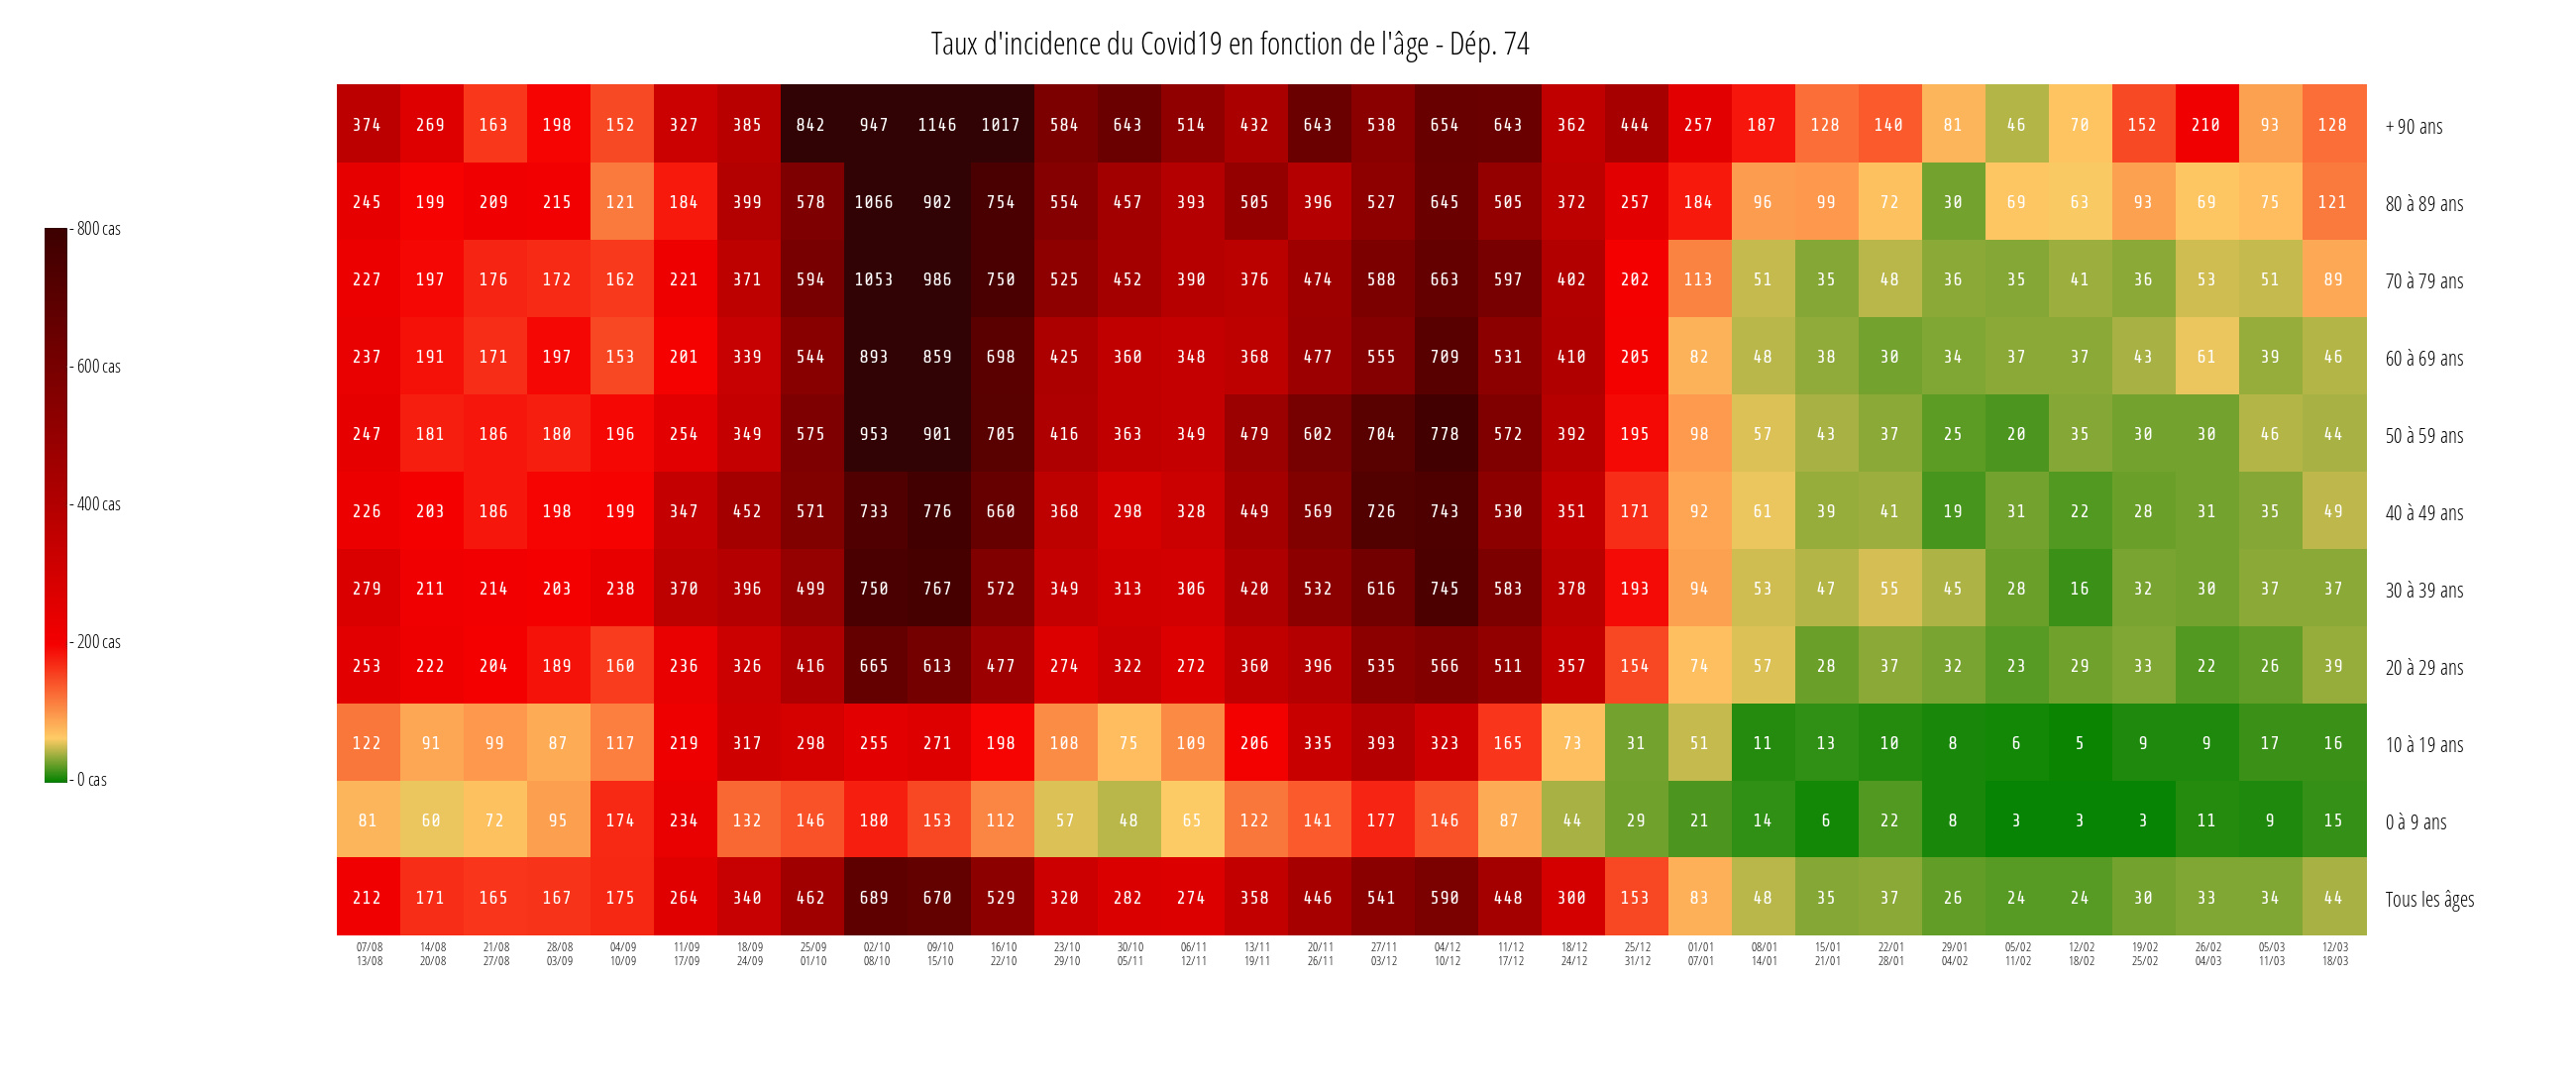 Taux d'incidence du Covid19 en fonction de l'âge - Dép. 74
- 800 cas
- 600 cas
- 400 cas
- 200 cas
- 0 cas
374 269 163 198 152 327 385 842 947 1146 1017 584 643 514 432 643 538 654 643 362 444 257 187 128 140 81 46 70 152 210 93 128 + 90 ans
245 199 209 215 121 184 399 578 1066 902 754 554 457 393 505 396 527 645 505 372 257 184 96 99 72 30 69 63 93 69 75 121 80 à 89 ans
227 197 176 172 162 221 371 594 1053 986 750 525 452 390 376 474 588 663 597 402 202 113 51 35 48 36 35 41 36 53 51 89 70 à 79 ans
237 191 171 197 153 201 339 544 893 859 698 425 360 348 368 477 555 709 531 410 205 82 48 38 30 34 37 37 43 61 39 46 60 à 69 ans
247 181 186 180 196 254 349 575 953 901 705 416 363 349 479 602 704 778 572 392 195 98 57 43 37 25 20 35 30 30 46 44 50 à 59 ans
226 203 186 198 199 347 452 571 733 776 660 368 298 328 449 569 726 743 530 351 171 92 61 39 41 19 31 22 28 31 35 49 40 à 49 ans
279 211 214 203 238 370 396 499 750 767 572 349 313 306 420 532 616 745 583 378 193 94 53 47 55 45 28 16 32 30 37 37 30 à 39 ans
253 222 204 189 160 236 326 416 665 613 477 274 322 272 360 396 535 566 511 357 154 74 57 28 37 32 23 29 33 22 26 39 20 à 29 ans
122 91 99 87 117 219 317 298 255 271 198 108 75 109 206 335 393 323 165 73 31 51 11 13 10 8 6 5 9 9 17 16 10 à 19 ans
81 60 72 95 174 234 132 146 180 153 112 57 48 65 122 141 177 146 87 44 29 21 14 6 22 8 3 3 3 11 9 15 0 à 9 ans
212 171 165 167 175 264 340 462 689 670 529 320 282 274 358 446 541 590 448 300 153 83 48 35 37 26 24 24 30 33 34 44 Tous les âges
07/08 14/08 21/08 28/08 04/09 11/09 18/09 25/09 02/10 09/10 16/10 23/10 30/10 06/11 13/11 20/11 27/11 04/12 11/12 18/12 25/12 01/01 08/01 15/01 22/01 29/01 05/02 12/02 19/02 26/02 05/03 12/03
13/08 20/08 27/08 03/09 10/09 17/09 24/09 01/10 08/10 15/10 22/10 29/10 05/11 12/11 19/11 26/11 03/12 10/12 17/12 24/12 31/12 07/01 14/01 21/01 28/01 04/02 11/02 18/02 25/02 04/03 11/03 18/03